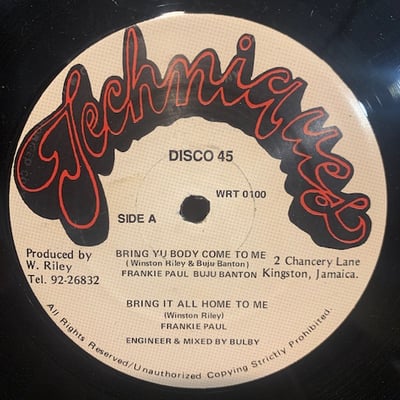 Techniques
DISCO 45
WRT 0100
SIDE A
Produced by
W. Riley
Tel. 92-26832
BRING YU BODY COME TO ME
(Winston Riley & Buju Banton)
FRANKIE PAUL BUJU BANTON
2 Chancery Lane
Kingston, Jamaica.
BRING IT ALL HOME TO ME
(Winston Riley)
FRANKIE PAUL
ENGINEER & MIXED BY BULBY
All Rights Reserved/Unauthorized Copying Strictly Prohibited.